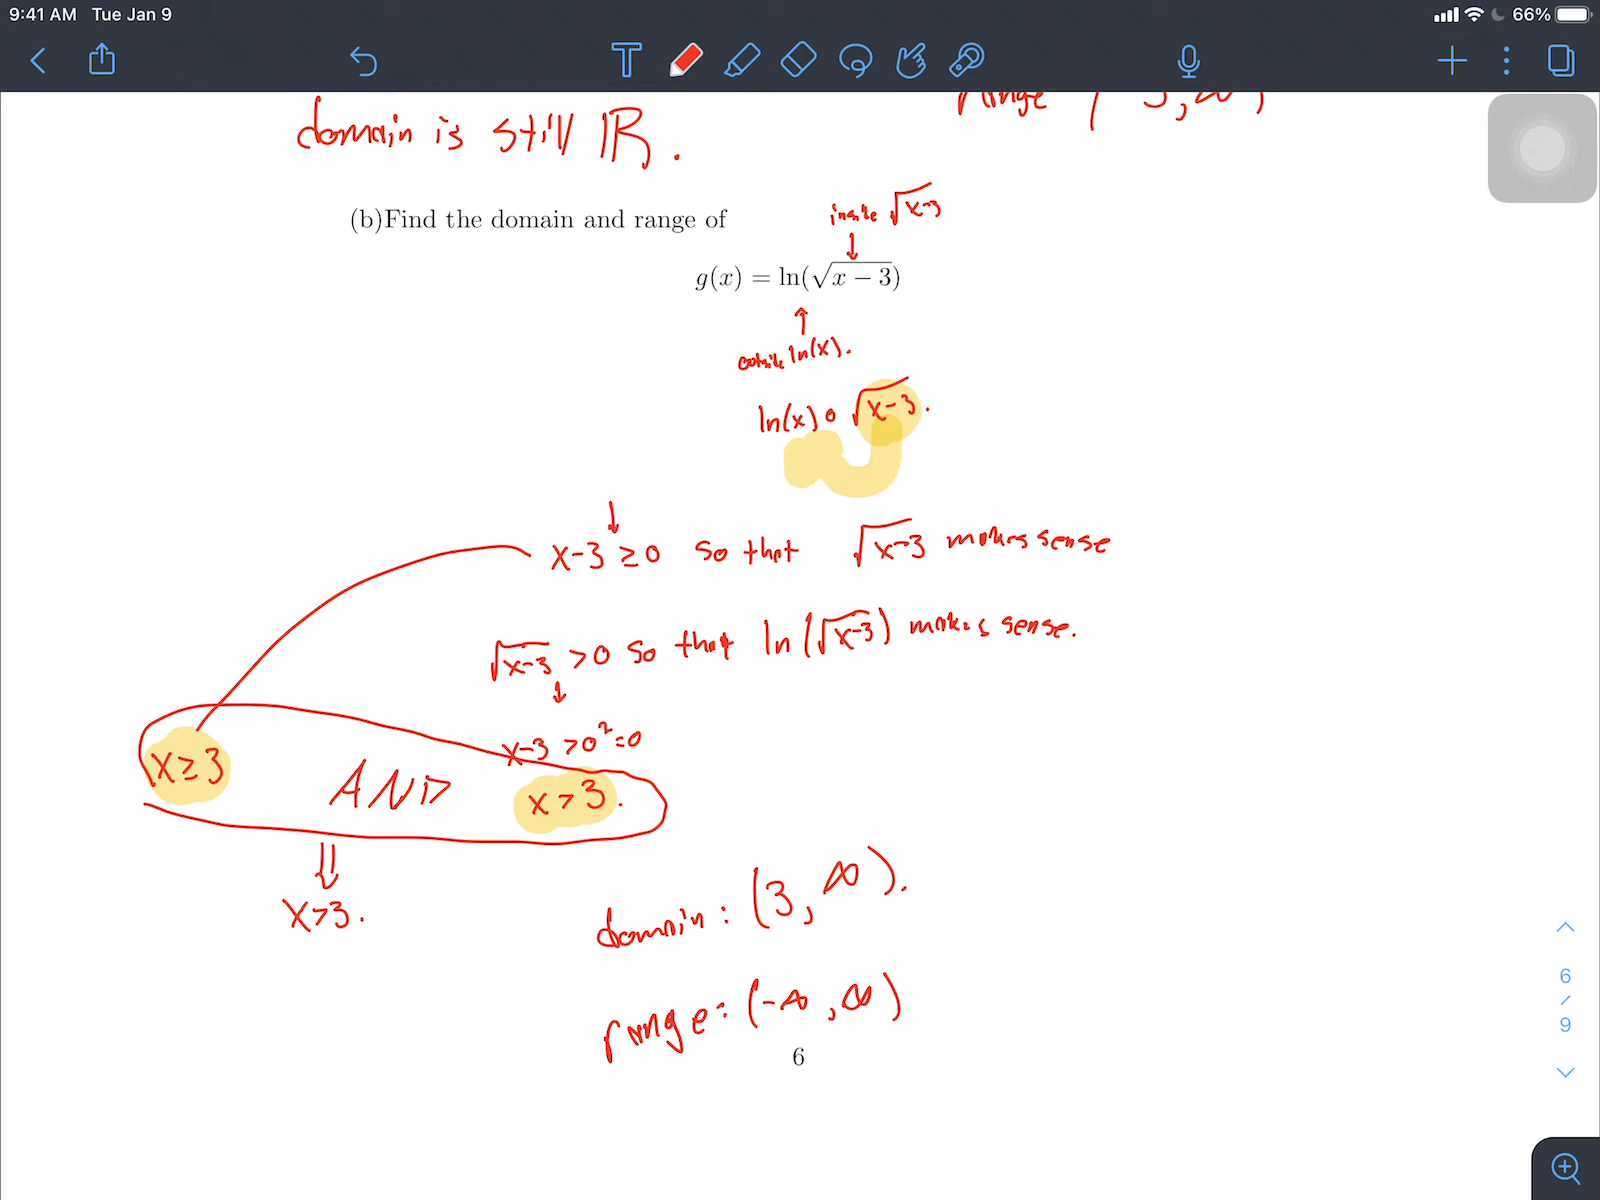 9:41 AM Tue Jan 9
66%
domain is still ℝ.
range
(b)Find the domain and range of
inside √(x-3)
↓
g(x) = ln(√(x − 3))
↑
outside ln(x).
ln(x) ∘ √(x-3).
↓
x-3 ≥0 so that √(x-3) makes sense
√(x-3) >0 so that ln(√(x-3)) makes sense.
↓
x-3 >0²=0
x≥3 AND x>3.
⇓
x>3.
domain: (3, ∞).
range: (-∞, ∞)
6
6
/
9